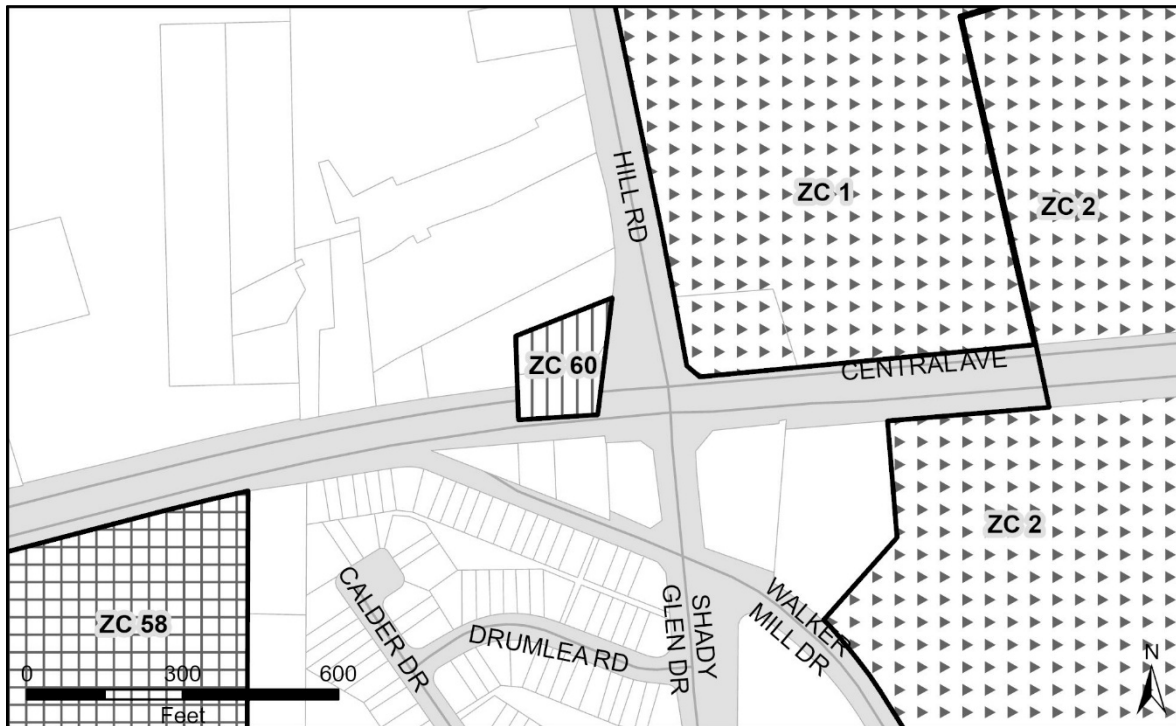 HILL RD
ZC 1
ZC 2
ZC 60
CENTRAL AVE
ZC 2
ZC 58
CALDER DR
DRUMLEA RD
SHADY
GLEN DR
WALKER
MILL DR
0 300 600
Feet
N